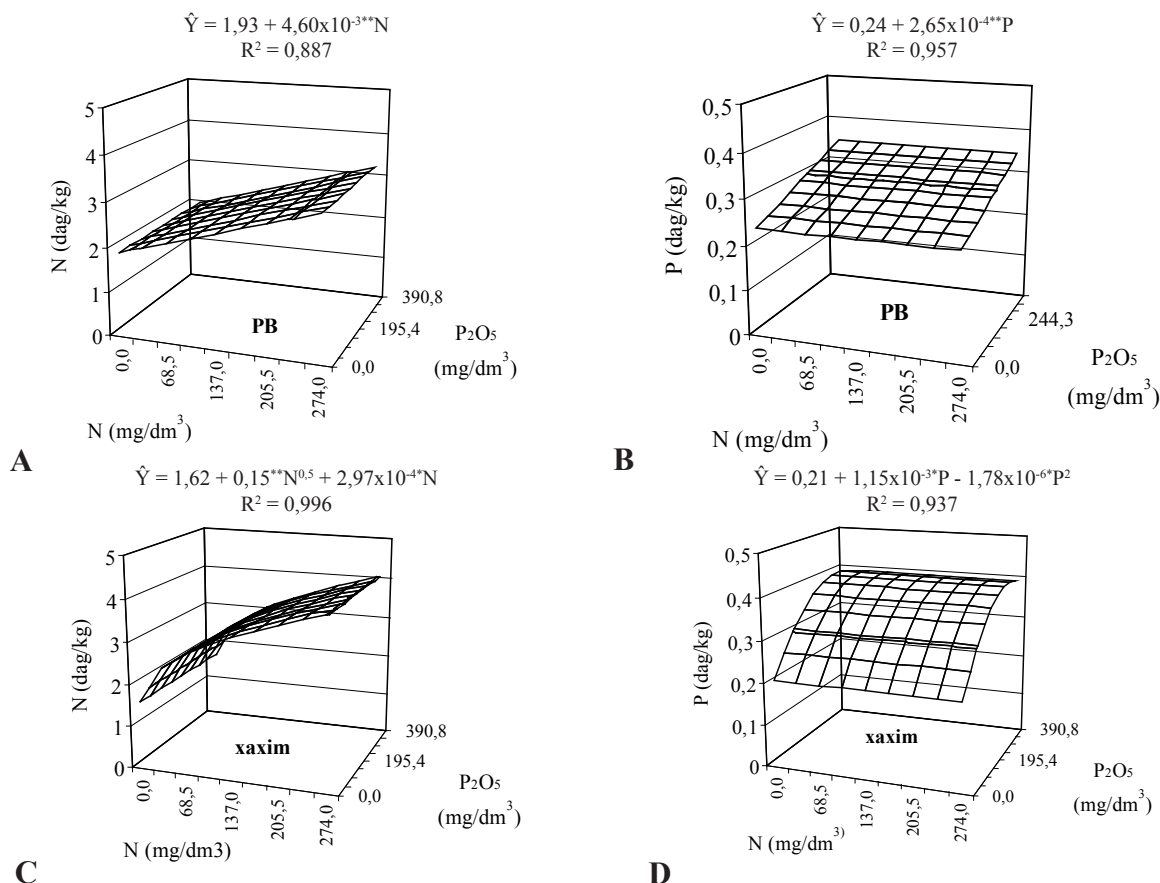 Ŷ = 1,93 + 4,60x10⁻³**N
R² = 0,887
5
4
3
2
1
0
N (dag/kg)
PB
0,0
68,5
137,0
205,5
274,0
N (mg/dm³)
390,8
195,4
0,0
P₂O₅
(mg/dm³)
A
Ŷ = 0,24 + 2,65x10⁻⁴**P
R² = 0,957
0,5
0,4
0,3
0,2
0,1
0,0
P (dag/kg)
PB
0,0
68,5
137,0
205,5
274,0
N (mg/dm³)
244,3
0,0
P₂O₅
(mg/dm³)
B
Ŷ = 1,62 + 0,15**N⁰,⁵ + 2,97x10⁻⁴*N
R² = 0,996
5
4
3
2
1
0
N (dag/kg)
xaxim
0,0
68,5
137,0
205,5
274,0
N (mg/dm3)
390,8
195,4
0,0
P₂O₅
(mg/dm³)
C
Ŷ = 0,21 + 1,15x10⁻³*P - 1,78x10⁻⁶*P²
R² = 0,937
0,5
0,4
0,3
0,2
0,1
0,0
P (dag/kg)
xaxim
0,0
68,5
137,0
205,5
274,0
N (mg/dm³)
390,8
195,4
0,0
P₂O₅
(mg/dm³)
D